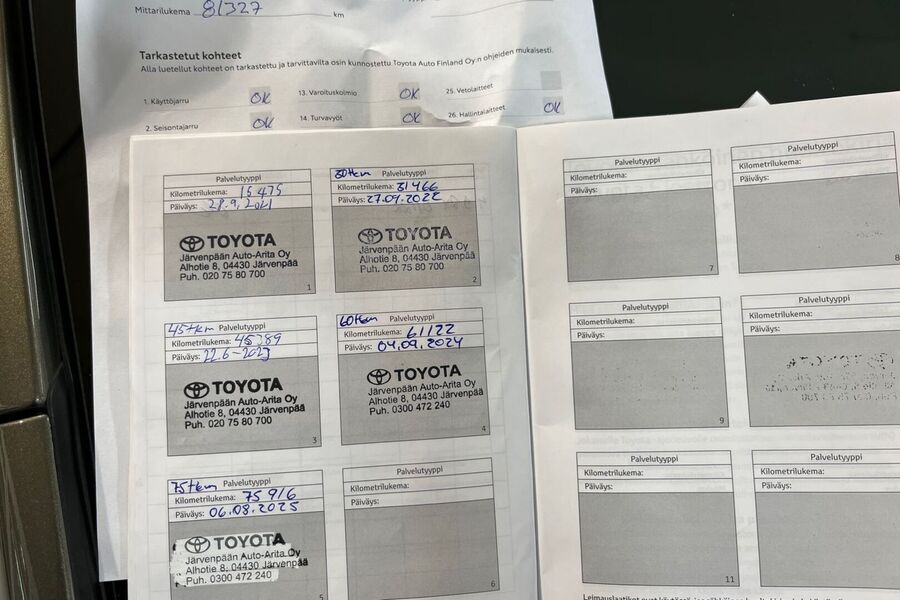 Mittarilukema 81327 km
Tarkastetut kohteet
Alla luetellut kohteet on tarkastettu ja tarvittavilta osin kunnostettu Toyota Auto Finland Oy:n ohjeiden mukaisesti.
1. Käyttöjarru OK
13. Varoituskolmio OK
25. Vetolaitteet
2. Seisontajarru OK
14. Turvavyöt OK
26. Hallintalaitteet OK
Palvelutyyppi
Kilometrilukema: 15 475
Päiväys: 28.9.2021
TOYOTA
Järvenpään Auto-Arita Oy
Alhotie 8, 04430 Järvenpää
Puh. 020 75 80 700
1
30tkm Palvelutyyppi
Kilometrilukema: 31466
Päiväys: 27.09.2022
TOYOTA
Järvenpään Auto-Arita Oy
Alhotie 8, 04430 Järvenpää
Puh. 020 75 80 700
2
45tkm Palvelutyyppi
Kilometrilukema: 45389
Päiväys: 22.6-2023
TOYOTA
Järvenpään Auto-Arita Oy
Alhotie 8, 04430 Järvenpää
Puh. 020 75 80 700
3
60tkm Palvelutyyppi
Kilometrilukema: 61122
Päiväys: 04.09.2024
TOYOTA
Järvenpään Auto-Arita Oy
Alhotie 8, 04430 Järvenpää
Puh. 0300 472 240
4
75tkm Palvelutyyppi
Kilometrilukema: 75 916
Päiväys: 06.08.2025
TOYOTA
Järvenpään Auto-Arita Oy
Alhotie 8, 04430 Järvenpää
Puh. 0300 472 240
5
Palvelutyyppi
Kilometrilukema:
Päiväys:
6
Palvelutyyppi
Kilometrilukema:
Päiväys:
7
Palvelutyyppi
Kilometrilukema:
Päiväys:
8
Palvelutyyppi
Kilometrilukema:
Päiväys:
9
Palvelutyyppi
Kilometrilukema:
Päiväys:
Palvelutyyppi
Kilometrilukema:
Päiväys:
11
Palvelutyyppi
Kilometrilukema:
Päiväys: